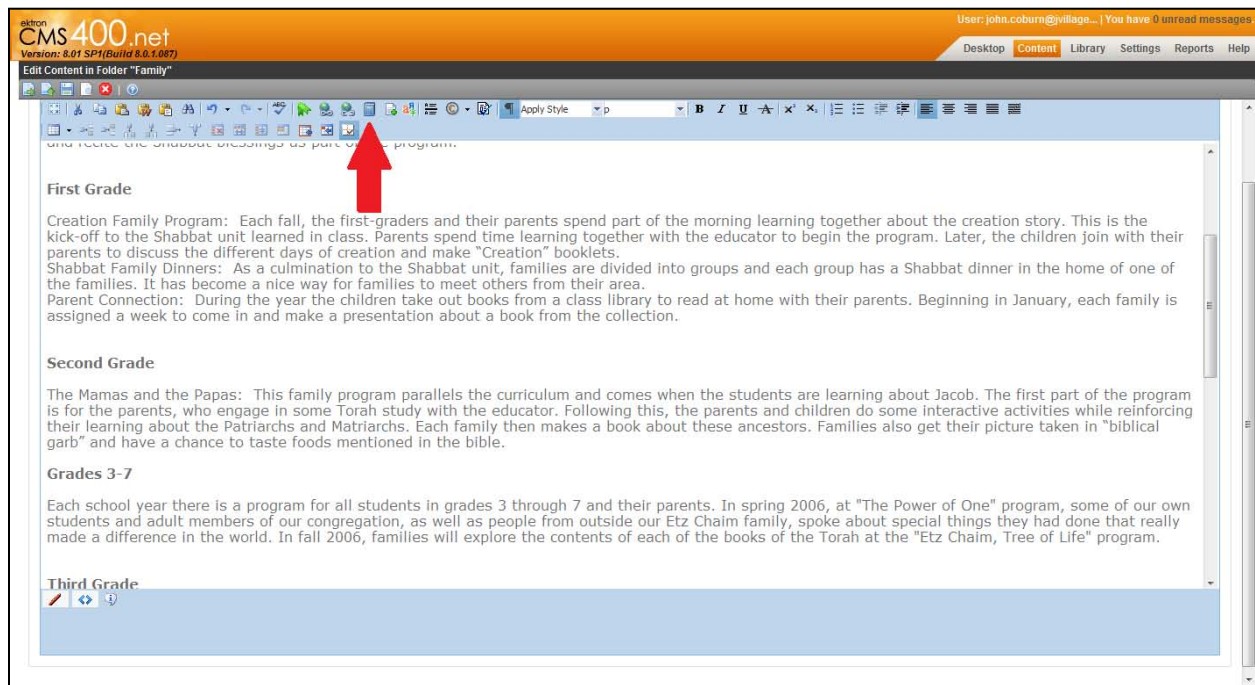 ektron
CMS400.net
Version: 8.01 SP1(Build 8.0.1.087)
User: john.coburn@jvillage... | You have 0 unread messages
Desktop Content Library Settings Reports Help
Edit Content in Folder "Family"
Apply Style p B I U A x² x₂
and recite the Shabbat blessings as part of the program.
First Grade
Creation Family Program: Each fall, the first-graders and their parents spend part of the morning learning together about the creation story. This is the
kick-off to the Shabbat unit learned in class. Parents spend time learning together with the educator to begin the program. Later, the children join with their
parents to discuss the different days of creation and make “Creation” booklets.
Shabbat Family Dinners: As a culmination to the Shabbat unit, families are divided into groups and each group has a Shabbat dinner in the home of one of
the families. It has become a nice way for families to meet others from their area.
Parent Connection: During the year the children take out books from a class library to read at home with their parents. Beginning in January, each family is
assigned a week to come in and make a presentation about a book from the collection.
Second Grade
The Mamas and the Papas: This family program parallels the curriculum and comes when the students are learning about Jacob. The first part of the program
is for the parents, who engage in some Torah study with the educator. Following this, the parents and children do some interactive activities while reinforcing
their learning about the Patriarchs and Matriarchs. Each family then makes a book about these ancestors. Families also get their picture taken in “biblical
garb” and have a chance to taste foods mentioned in the bible.
Grades 3-7
Each school year there is a program for all students in grades 3 through 7 and their parents. In spring 2006, at "The Power of One" program, some of our own
students and adult members of our congregation, as well as people from outside our Etz Chaim family, spoke about special things they had done that really
made a difference in the world. In fall 2006, families will explore the contents of each of the books of the Torah at the "Etz Chaim, Tree of Life" program.
Third Grade